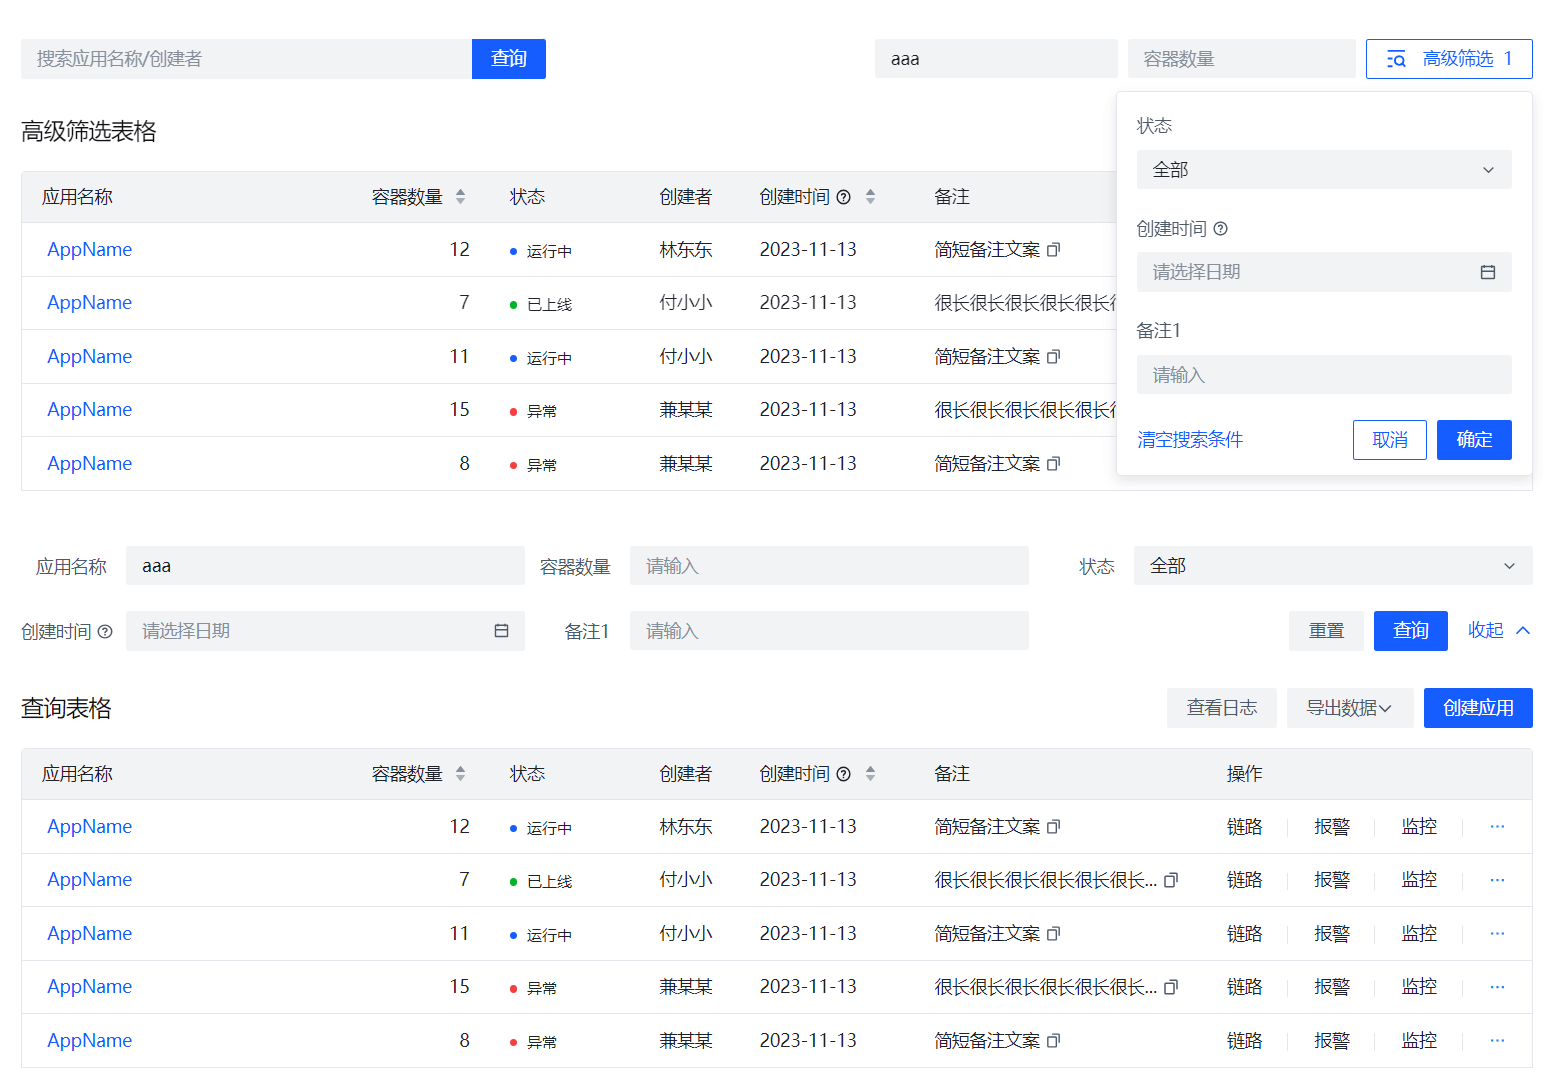 搜索应用名称/创建者 查询 aaa 容器数量 高级筛选 1
高级筛选表格
状态
全部
创建时间
请选择日期
备注1
请输入
清空搜索条件 取消 确定
应用名称 容器数量 状态 创建者 创建时间 备注
AppName 12 运行中 林东东 2023-11-13 简短备注文案
AppName 7 已上线 付小小 2023-11-13 很长很长很长很长很长
AppName 11 运行中 付小小 2023-11-13 简短备注文案
AppName 15 异常 兼某某 2023-11-13 很长很长很长很长很长
AppName 8 异常 兼某某 2023-11-13 简短备注文案
应用名称 aaa 容器数量 请输入 状态 全部
创建时间 请选择日期 备注1 请输入 重置 查询 收起
查询表格 查看日志 导出数据 创建应用
应用名称 容器数量 状态 创建者 创建时间 备注 操作
AppName 12 运行中 林东东 2023-11-13 简短备注文案 链路 报警 监控 ···
AppName 7 已上线 付小小 2023-11-13 很长很长很长很长很长很长... 链路 报警 监控 ···
AppName 11 运行中 付小小 2023-11-13 简短备注文案 链路 报警 监控 ···
AppName 15 异常 兼某某 2023-11-13 很长很长很长很长很长很长... 链路 报警 监控 ···
AppName 8 异常 兼某某 2023-11-13 简短备注文案 链路 报警 监控 ···